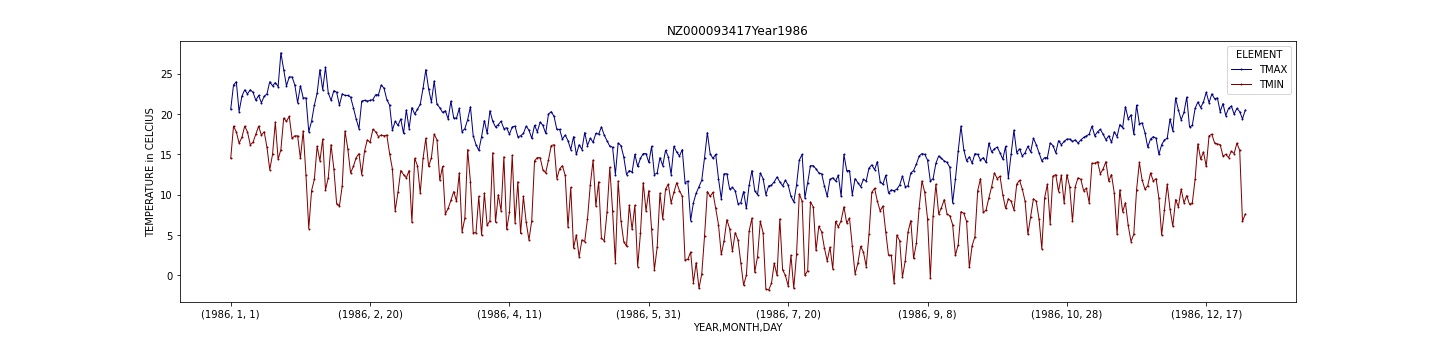 NZ000093417Year1986
ELEMENT
TMAX
TMIN
TEMPERATURE in CELCIUS
25
20
15
10
5
0
(1986, 1, 1) (1986, 2, 20) (1986, 4, 11) (1986, 5, 31) (1986, 7, 20) (1986, 9, 8) (1986, 10, 28) (1986, 12, 17)
YEAR,MONTH,DAY